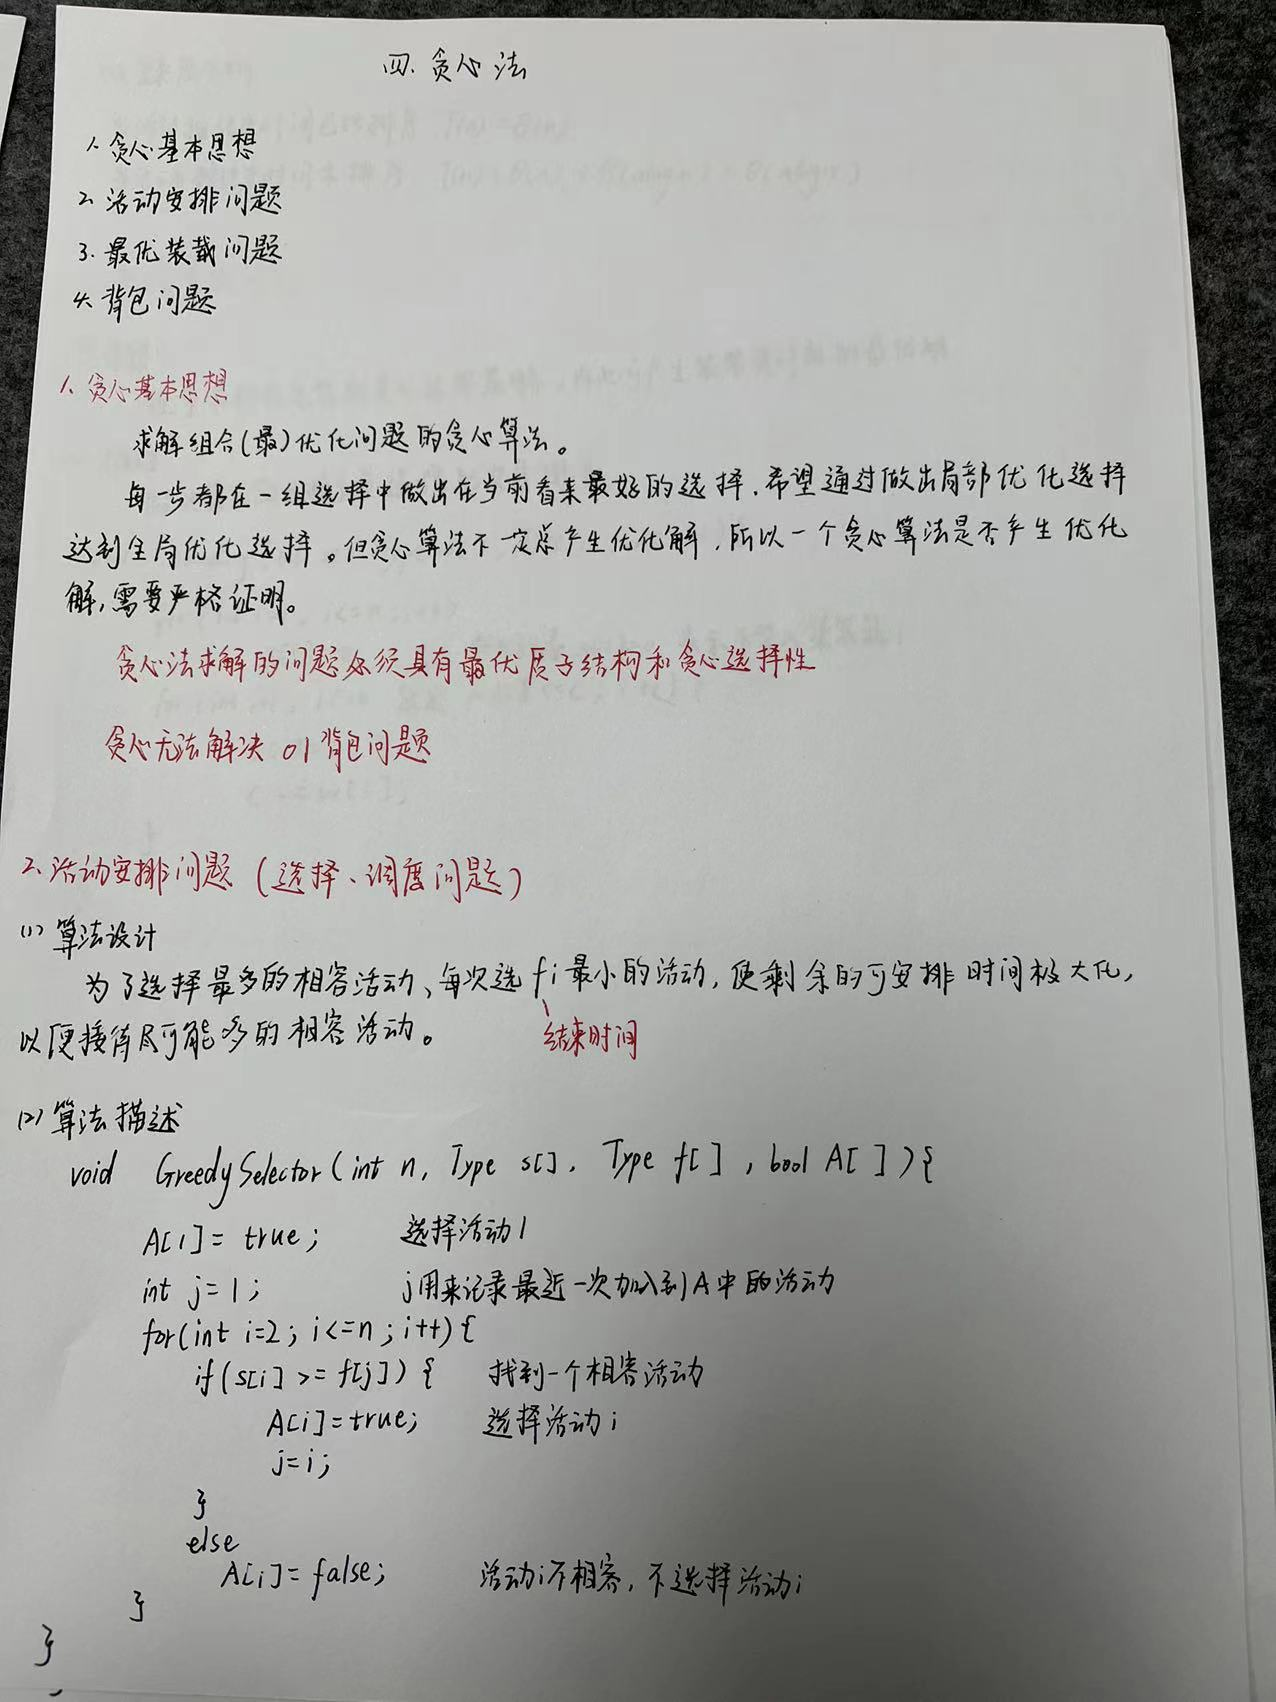 四. 贪心法
1. 贪心基本思想
2. 活动安排问题
3. 最优装载问题
4. 背包问题
1. 贪心基本思想
求解组合(最)优化问题的贪心算法。
每一步都在一组选择中做出在当前看来最好的选择.希望通过做出局部优化选择
达到全局优化选择。但贪心算法不一定总产生优化解,所以一个贪心算法是否产生优化
解,需要严格证明。
贪心法求解的问题必须具有最优质子结构和贪心选择性
贪心无法解决01背包问题
2. 活动安排问题(选择、调度问题)
(1) 算法设计
为了选择最多的相容活动、每次选fi最小的活动,使剩余的可安排时间极大化,
结束时间
以便接待尽可能多的相容活动。
(2) 算法描述
void GreedySelector(int n, Type s[], Type f[], bool A[]){
A[1]= true; 选择活动1
int j=1; j用来记录最近一次加入到A中的活动
for(int i=2; i<=n; i++){
if(s[i] >= f[j]){ 找到一个相容活动
A[i]=true; 选择活动i
j=i;
}
else
A[i]= false; 活动i不相容,不选择活动i
}
}